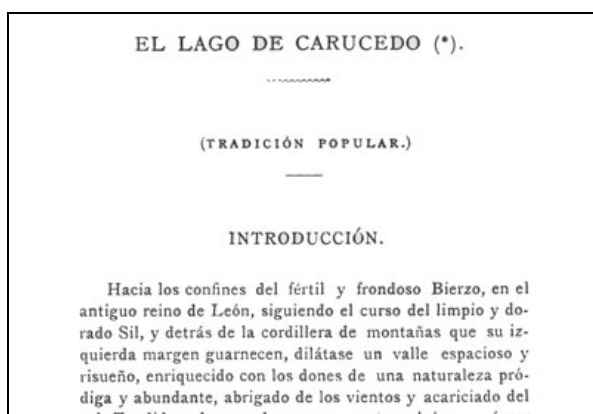 EL LAGO DE CARUCEDO (*).
(TRADICIÓN POPULAR.)
INTRODUCCIÓN.
Hacia los confines del fértil y frondoso Bierzo, en el
antiguo reino de León, siguiendo el curso del limpio y do-
rado Sil, y detrás de la cordillera de montañas que su iz-
quierda margen guarnecen, dilátase un valle espacioso y
risueño, enriquecido con los dones de una naturaleza pró-
diga y abundante, abrigado de los vientos y acariciado del